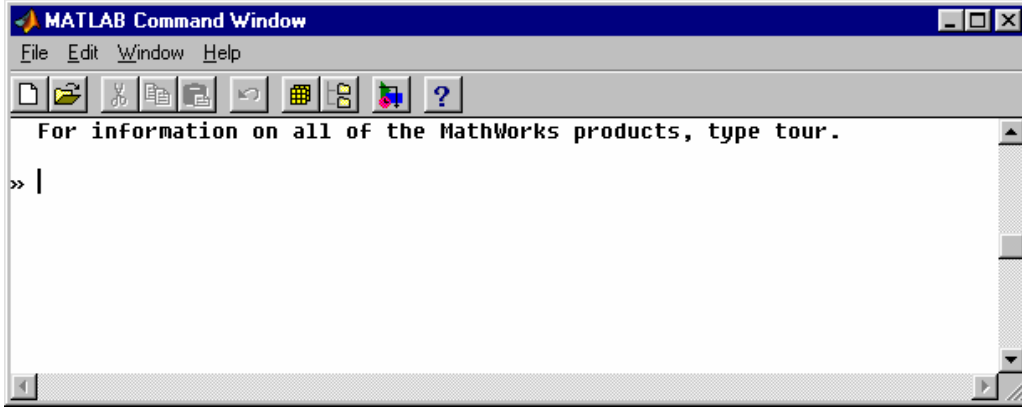 MATLAB Command Window
File Edit Window Help
?
For information on all of the MathWorks products, type tour.
»